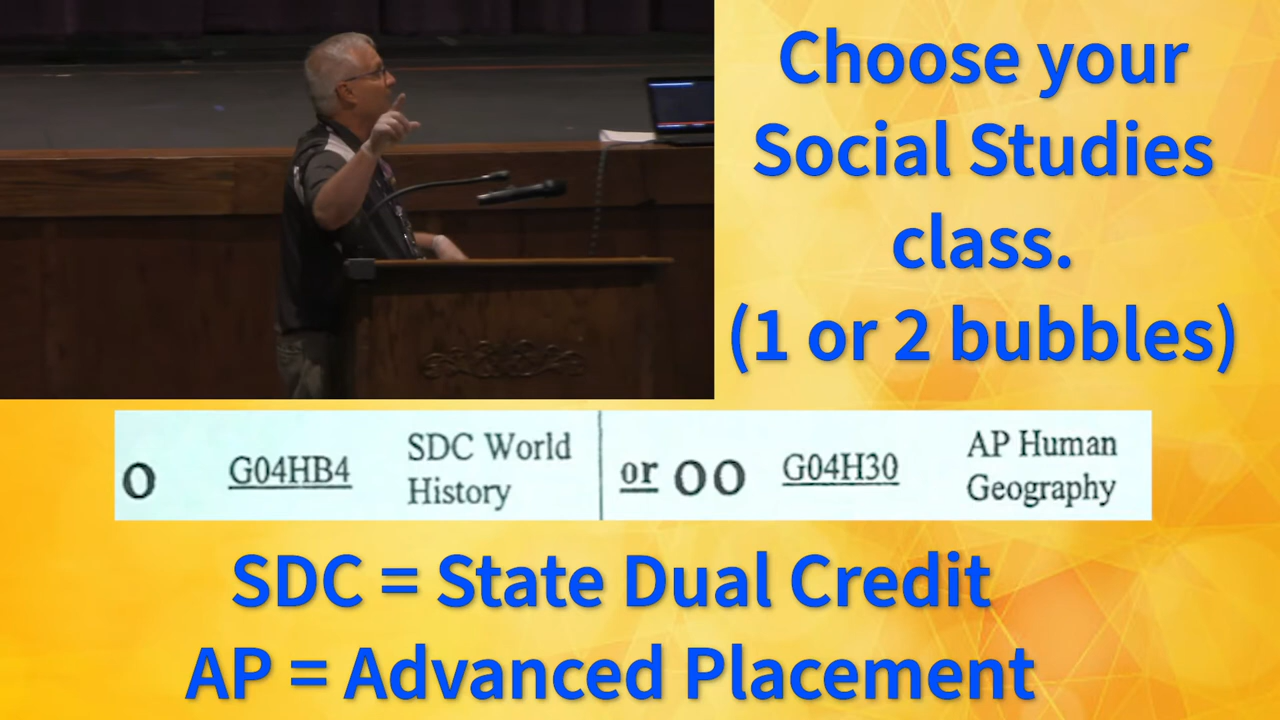 Choose your
Social Studies
class.
(1 or 2 bubbles)
O G04HB4 SDC World History
or OO G04H30 AP Human Geography
SDC = State Dual Credit
AP = Advanced Placement